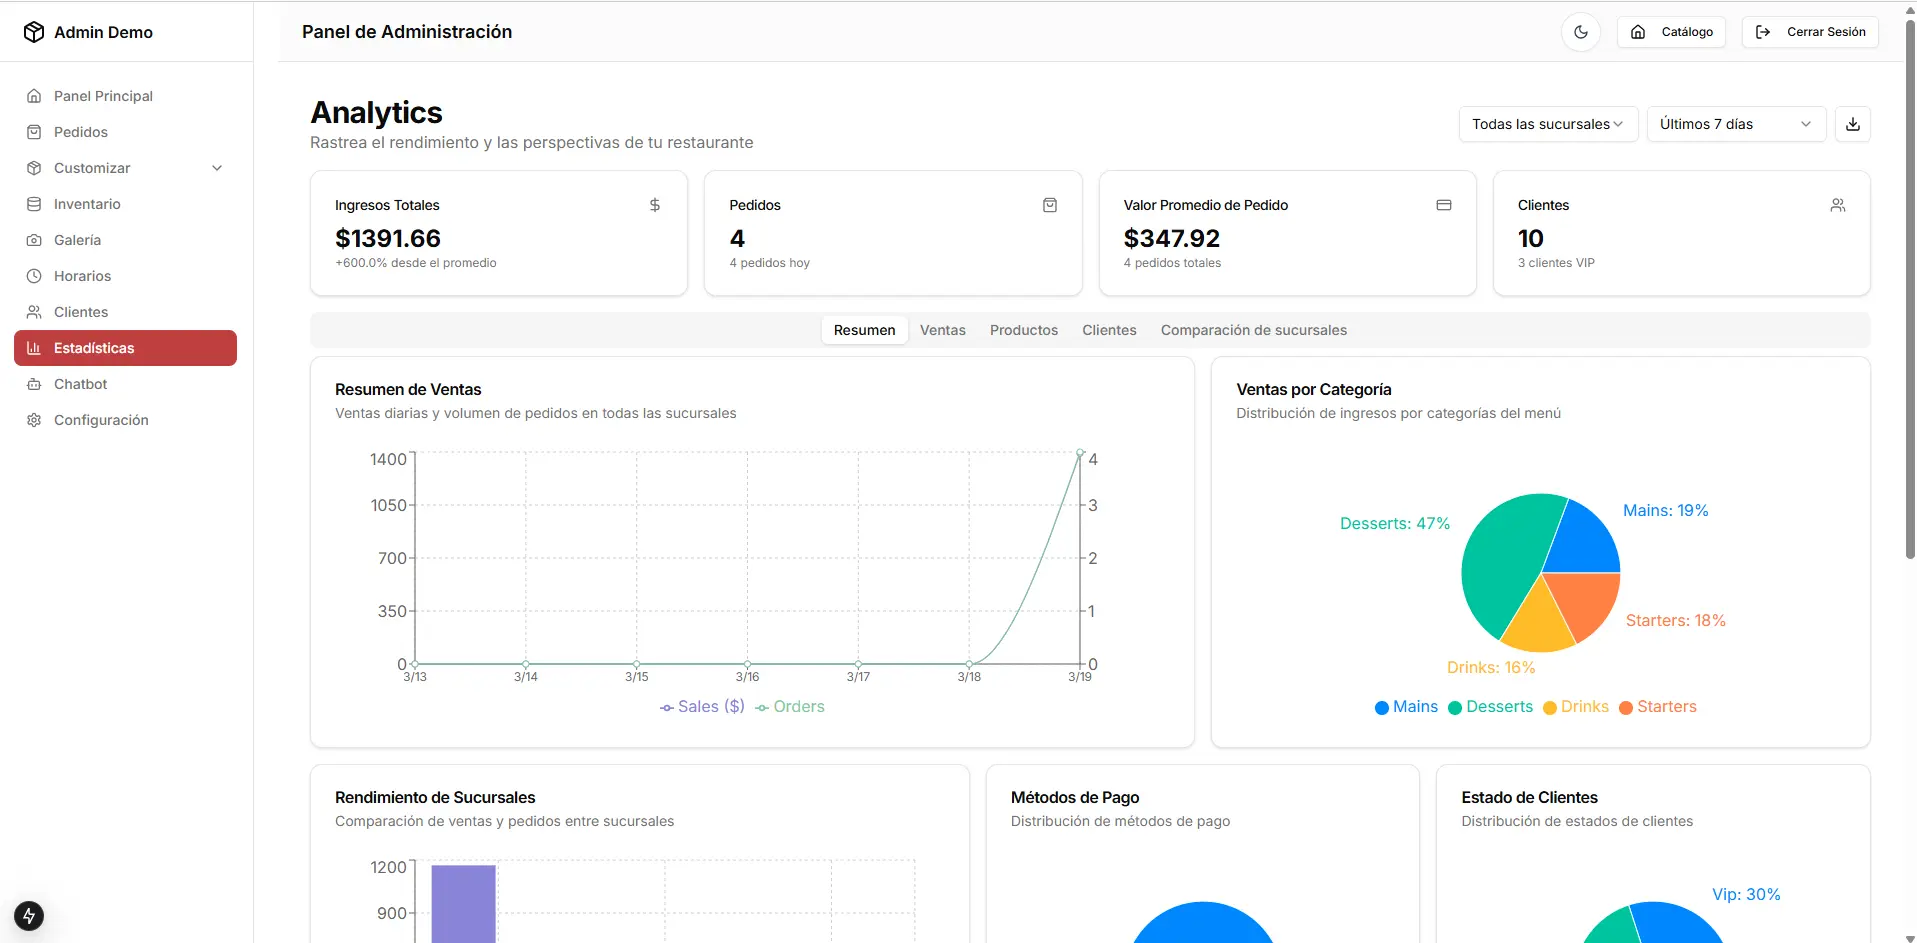 Admin Demo
Panel de Administración
Catálogo
Cerrar Sesión
Panel Principal
Pedidos
Customizar
Inventario
Galería
Horarios
Clientes
Estadísticas
Chatbot
Configuración
Analytics
Rastrea el rendimiento y las perspectivas de tu restaurante
Todas las sucursales
Últimos 7 días
Ingresos Totales
$
$1391.66
+600.0% desde el promedio
Pedidos
4
4 pedidos hoy
Valor Promedio de Pedido
$347.92
4 pedidos totales
Clientes
10
3 clientes VIP
Resumen
Ventas
Productos
Clientes
Comparación de sucursales
Resumen de Ventas
Ventas diarias y volumen de pedidos en todas las sucursales
1400
1050
700
350
0
4
3
2
1
0
3/13
3/14
3/15
3/16
3/17
3/18
3/19
Sales ($)
Orders
Ventas por Categoría
Distribución de ingresos por categorías del menú
Desserts: 47%
Mains: 19%
Starters: 18%
Drinks: 16%
Mains
Desserts
Drinks
Starters
Rendimiento de Sucursales
Comparación de ventas y pedidos entre sucursales
1200
900
Métodos de Pago
Distribución de métodos de pago
Estado de Clientes
Distribución de estados de clientes
Vip: 30%